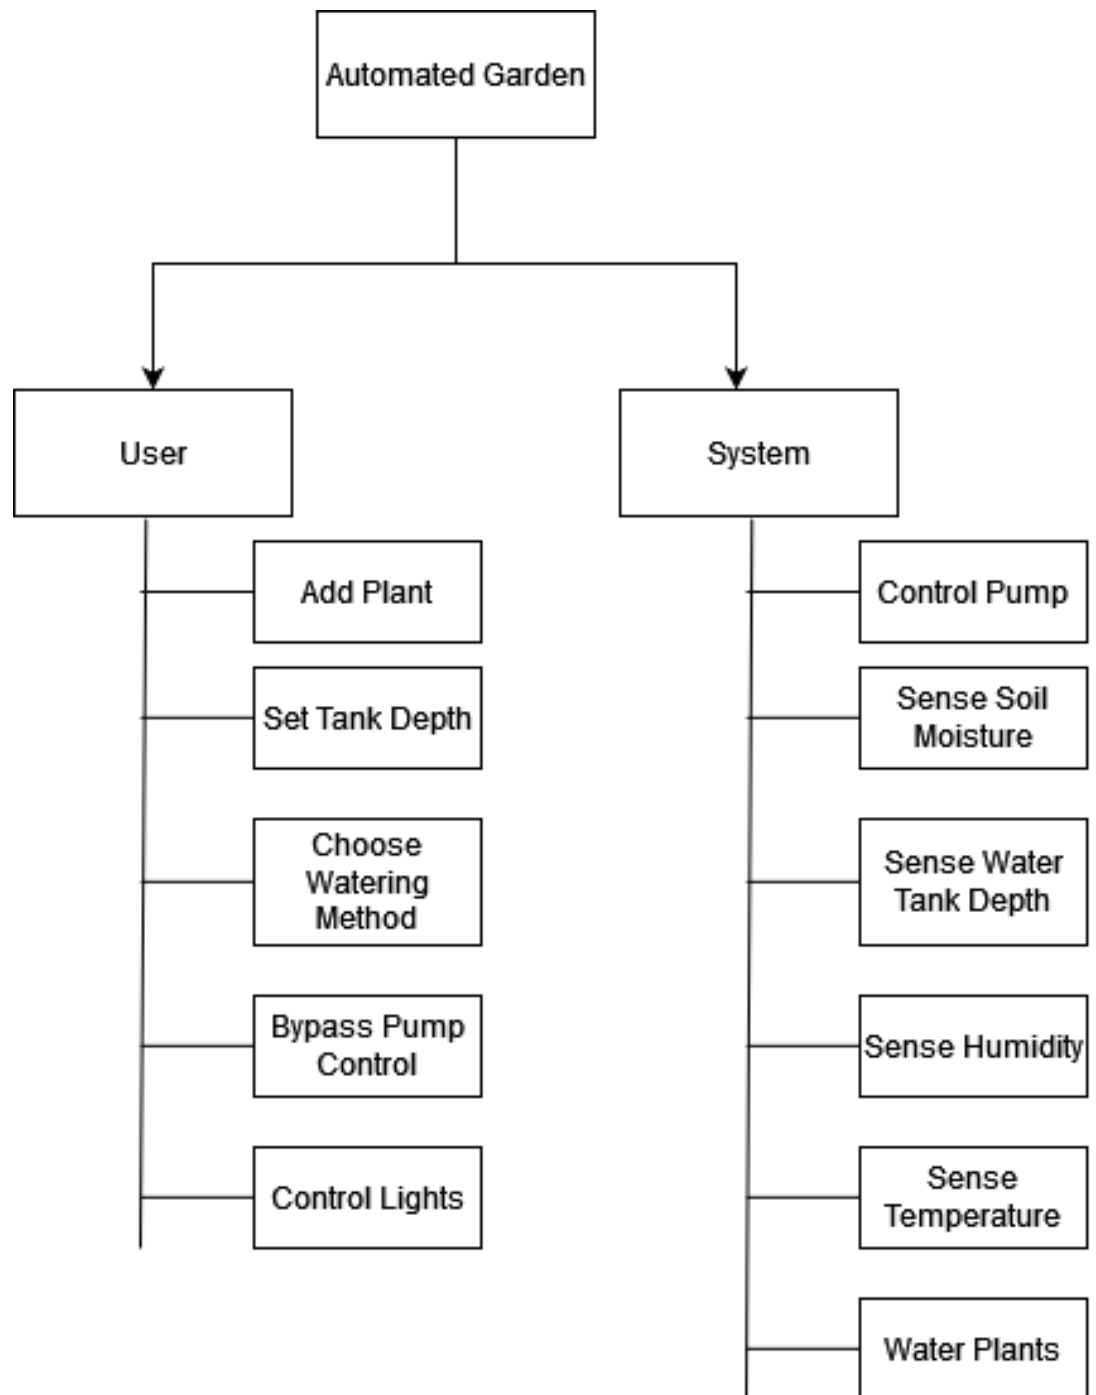 Automated Garden
User
System
Add Plant
Set Tank Depth
Choose
Watering
Method
Bypass Pump
Control
Control Lights
Control Pump
Sense Soil
Moisture
Sense Water
Tank Depth
Sense Humidity
Sense
Temperature
Water Plants